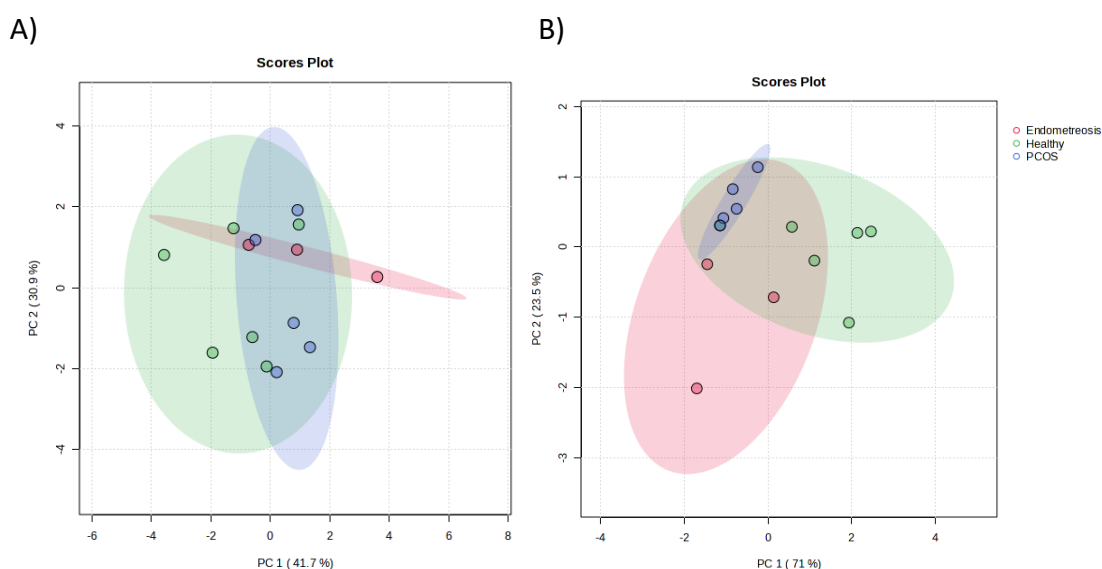 A)
Scores Plot
4
2
0
-2
-4
PC 2 ( 30.9 %)
-6
-4
-2
0
2
4
6
8
PC 1 ( 41.7 %)
B)
Scores Plot
2
1
0
-1
-2
-3
PC 2 ( 23.5 %)
-4
-2
0
2
4
PC 1 ( 71 %)
Endometreosis
Healthy
PCOS